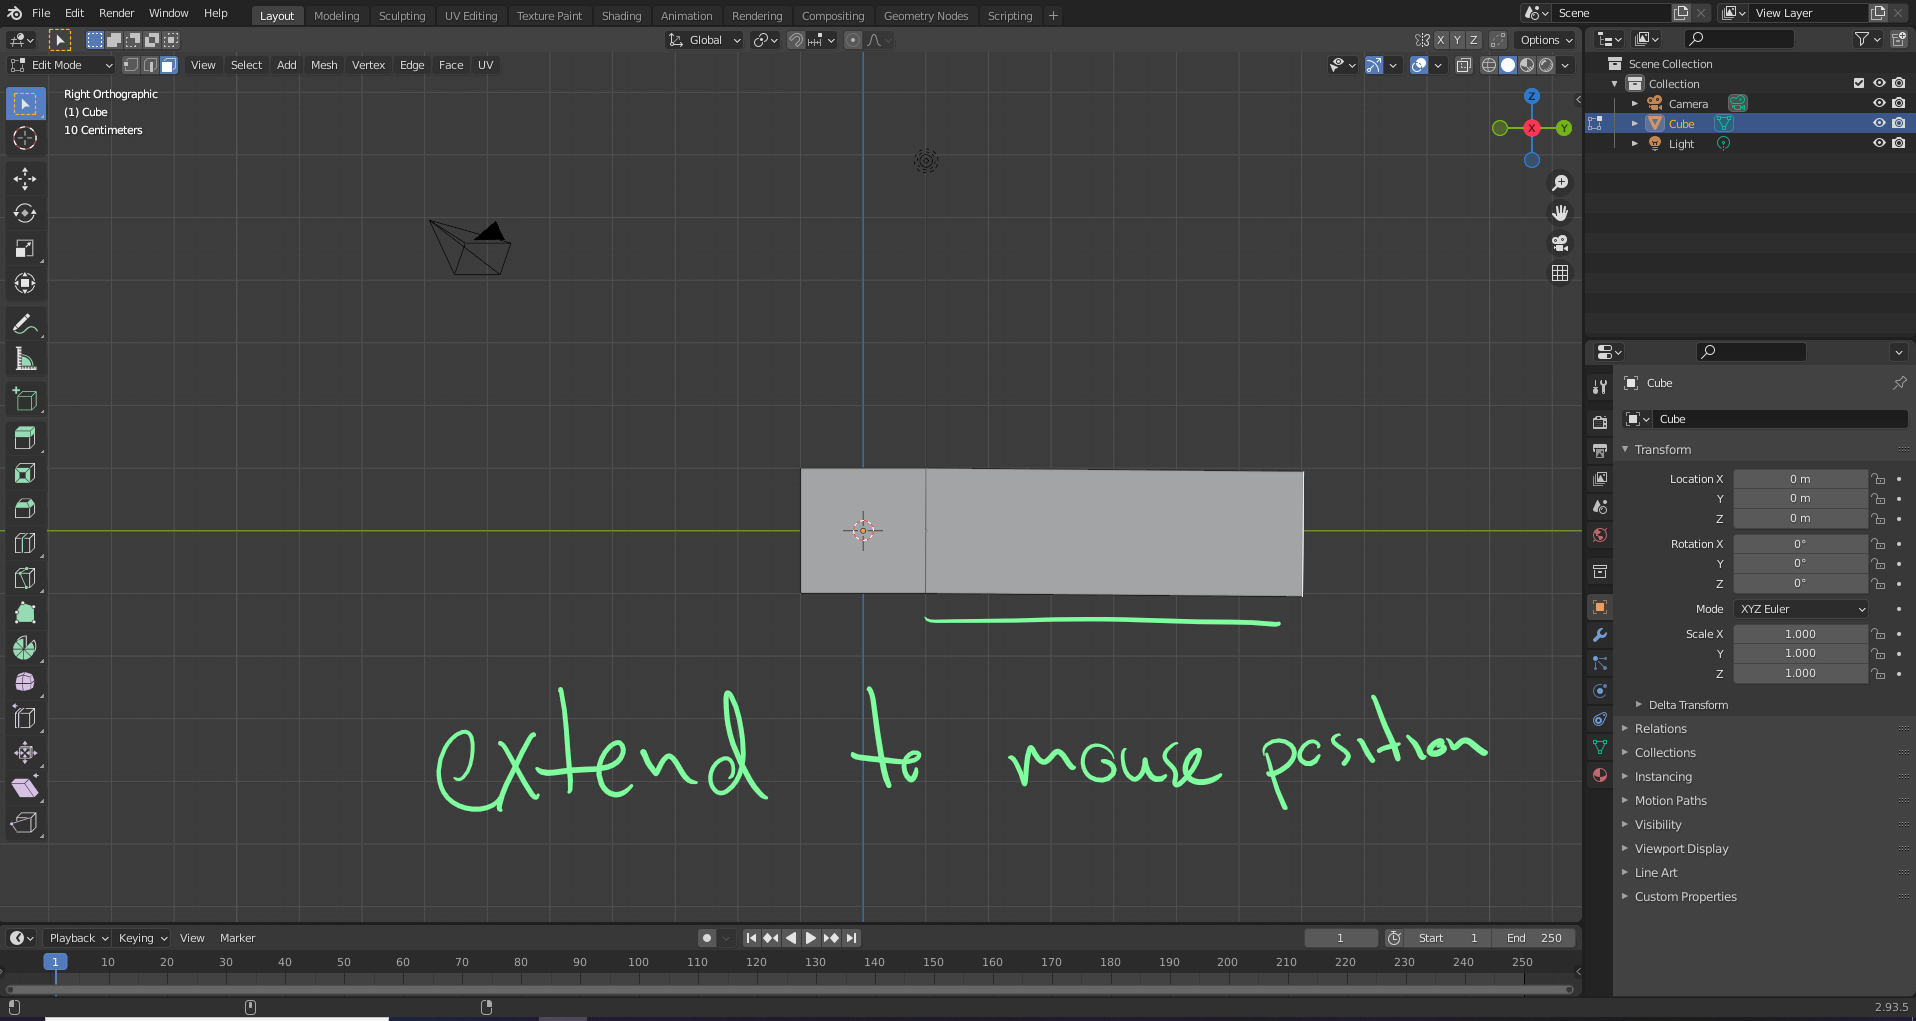 File Edit Render Window Help Layout Modeling Sculpting UV Editing Texture Paint Shading Animation Rendering Compositing Geometry Nodes Scripting + Scene View Layer
Global X Y Z Options
Edit Mode View Select Add Mesh Vertex Edge Face UV
Right Orthographic
(1) Cube
10 Centimeters
Z
X
Y
Scene Collection
Collection
Camera
Cube
Light
Cube
Cube
Transform
Location X 0 m
Y 0 m
Z 0 m
Rotation X 0°
Y 0°
Z 0°
Mode XYZ Euler
Scale X 1.000
Y 1.000
Z 1.000
Delta Transform
Relations
Collections
Instancing
Motion Paths
Visibility
Viewport Display
Line Art
Custom Properties
extend to mouse position
Playback Keying View Marker 1 Start 1 End 250
1 10 20 30 40 50 60 70 80 90 100 110 120 130 140 150 160 170 180 190 200 210 220 230 240 250
2.93.5